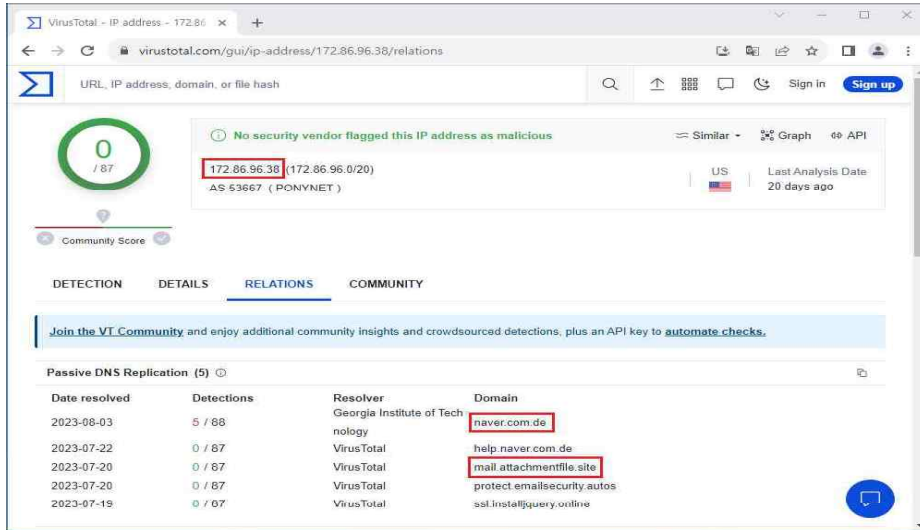 VirusTotal - IP address - 172.86
virustotal.com/gui/ip-address/172.86.96.38/relations
URL, IP address, domain, or file hash
Sign in
Sign up
0
/ 87
No security vendor flagged this IP address as malicious
Similar
Graph
API
172.86.96.38 (172.86.96.0/20)
AS 53667 ( PONYNET )
US
Last Analysis Date
20 days ago
Community Score
DETECTION DETAILS RELATIONS COMMUNITY
Join the VT Community and enjoy additional community insights and crowdsourced detections, plus an API key to automate checks.
Passive DNS Replication (5)
Date resolved Detections Resolver Domain
2023-08-03 5 / 88 Georgia Institute of Tech naver.com.de
nology
2023-07-22 0 / 87 VirusTotal help.naver.com.de
2023-07-20 0 / 87 VirusTotal mail.attachmentfile.site
2023-07-20 0 / 87 VirusTotal protect.emailsecurity.autos
2023-07-19 0 / 87 VirusTotal ssl.installjquery.online